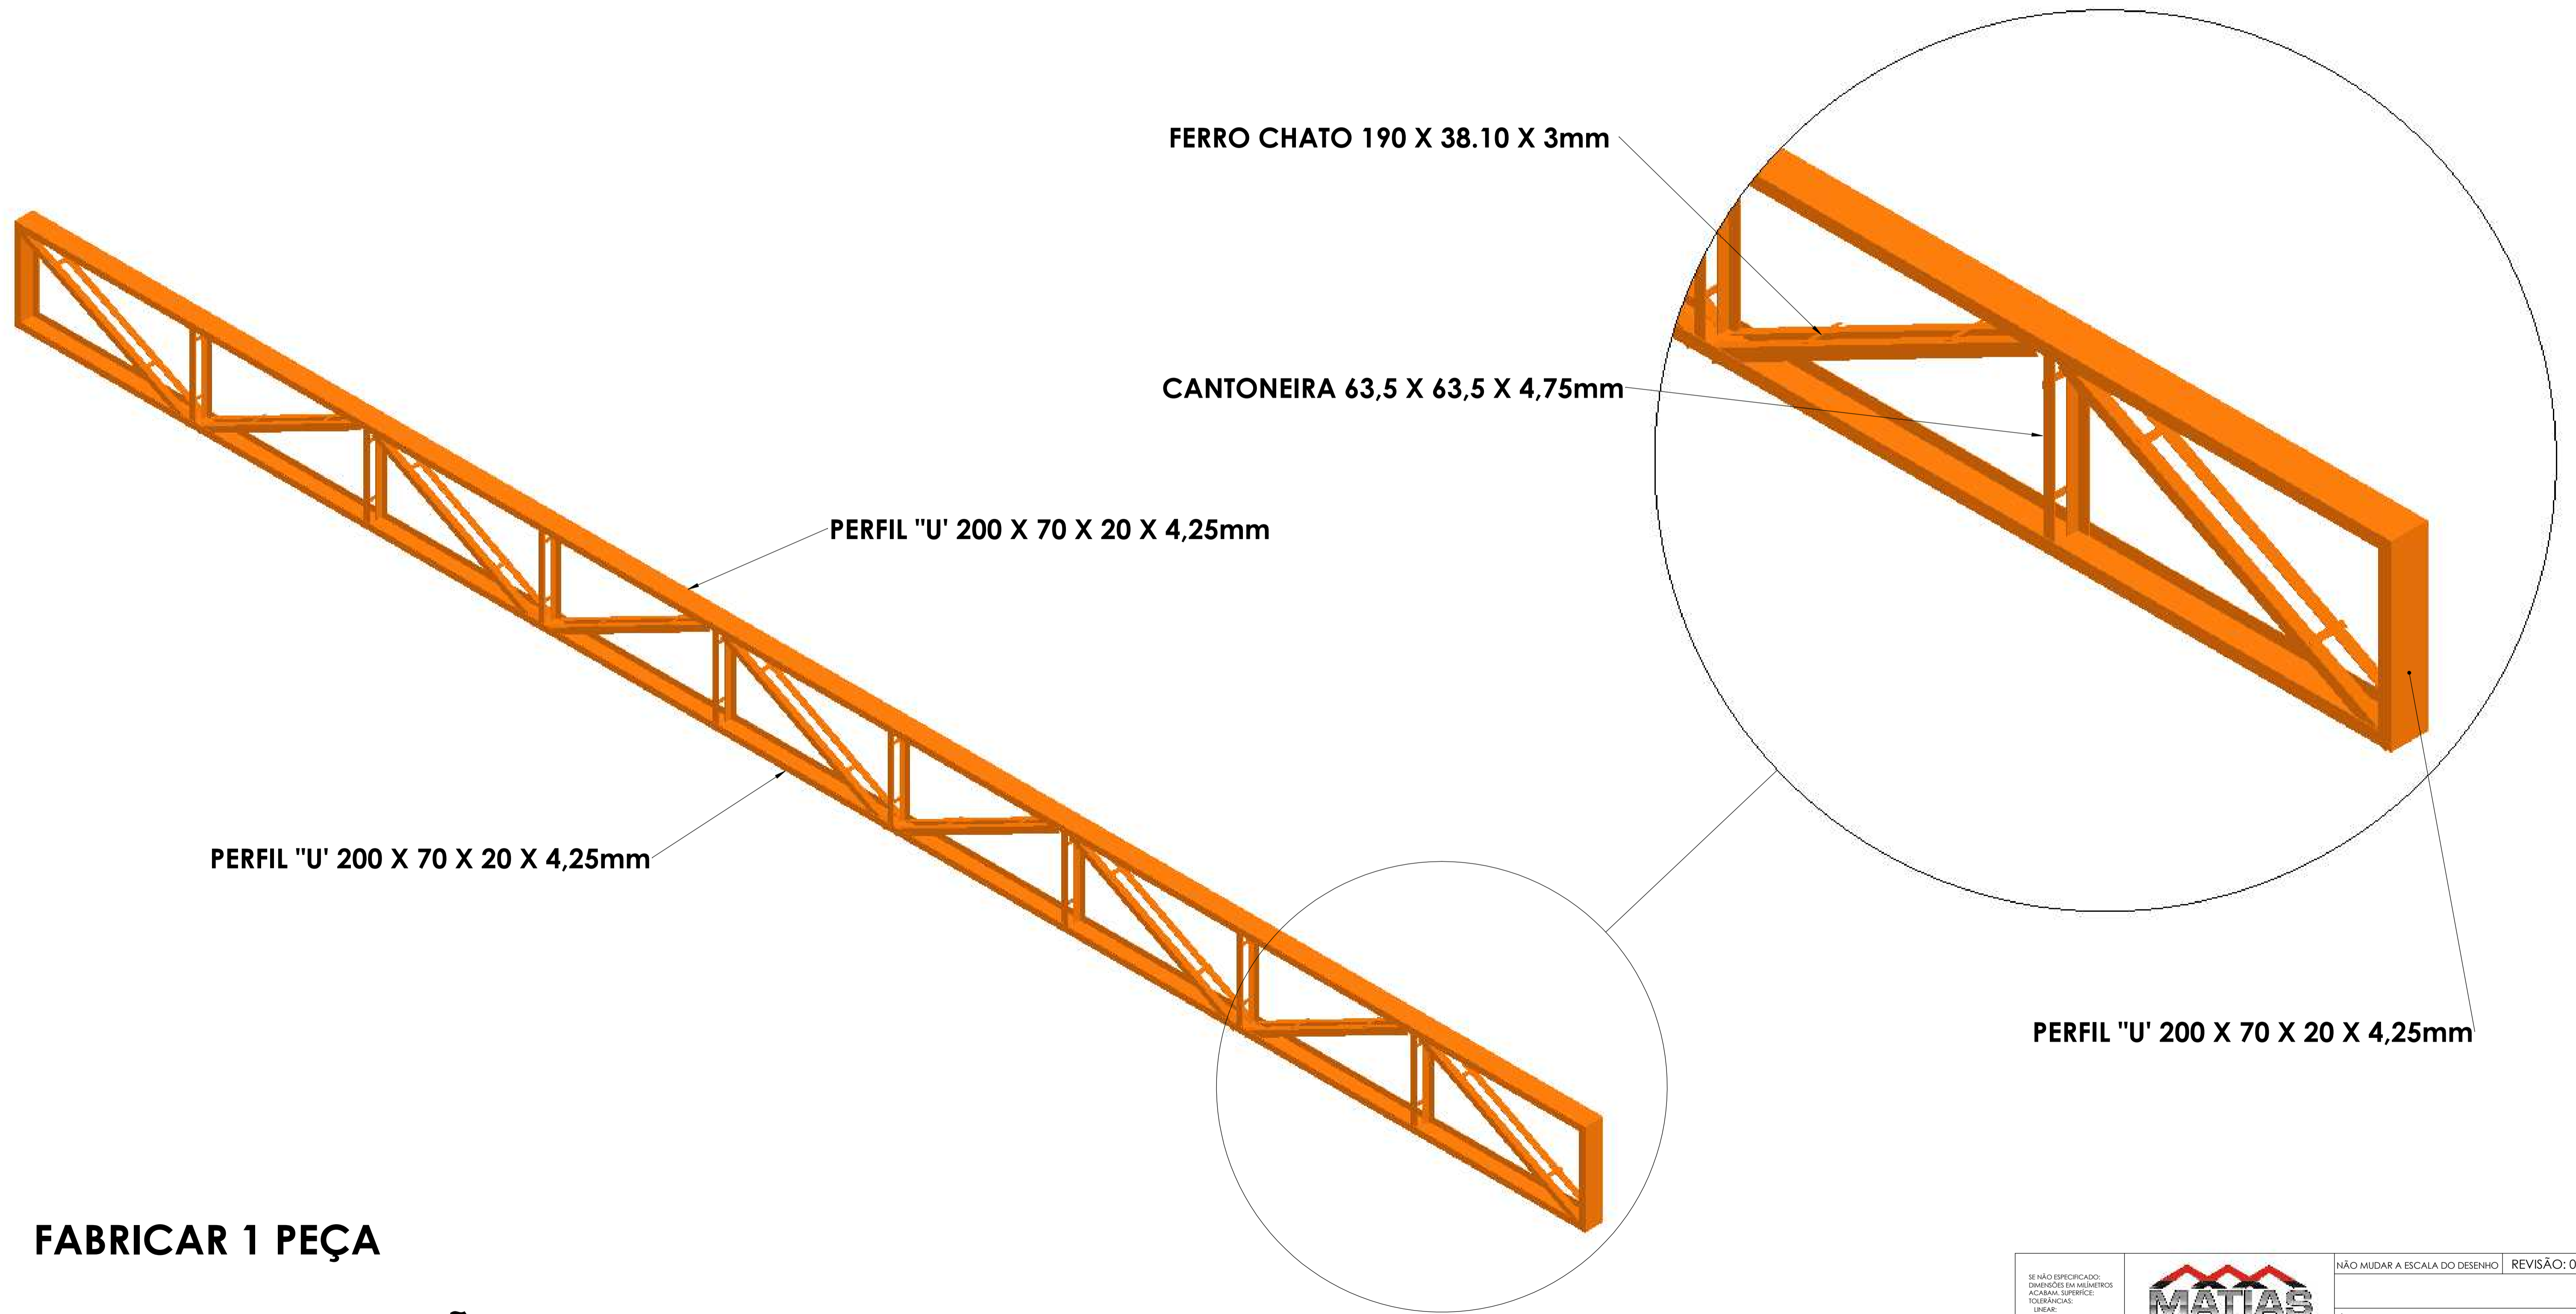 FERRO CHATO 190 X 38.10 X 3mm
CANTONEIRA 63,5 X 63,5 X 4,75mm
PERFIL "U' 200 X 70 X 20 X 4,25mm
PERFIL "U' 200 X 70 X 20 X 4,25mm
PERFIL "U' 200 X 70 X 20 X 4,25mm
FABRICAR 1 PEÇA
SE NÃO ESPECIFICADO:
DIMENSÕES EM MILÍMETROS
ACABAM. SUPERFÍCE:
TOLERÂNCIAS:
LINEAR:
MATIAS
NÃO MUDAR A ESCALA DO DESENHO
REVISÃO: 0